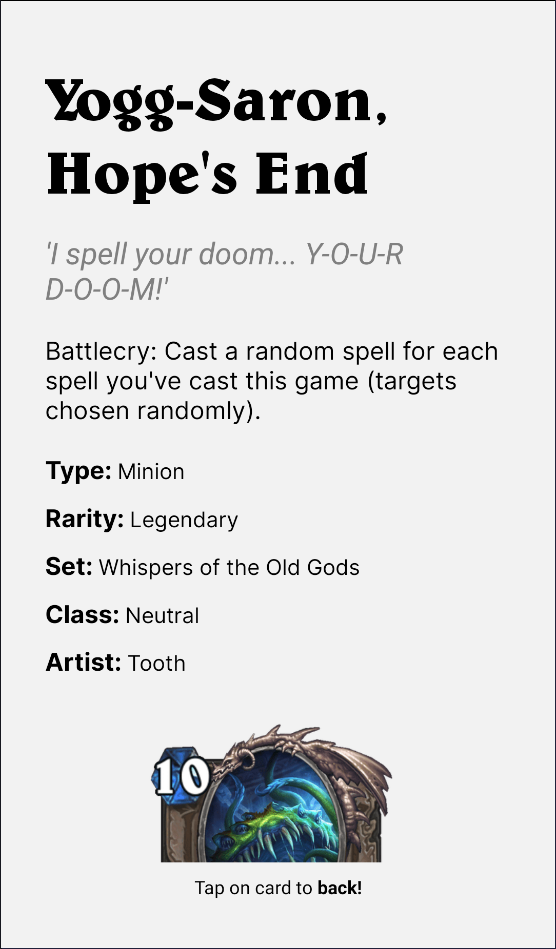 Yogg-Saron,
Hope's End
'I spell your doom... Y-O-U-R
D-O-O-M!'
Battlecry: Cast a random spell for each
spell you've cast this game (targets
chosen randomly).
Type: Minion
Rarity: Legendary
Set: Whispers of the Old Gods
Class: Neutral
Artist: Tooth
10
Tap on card to back!